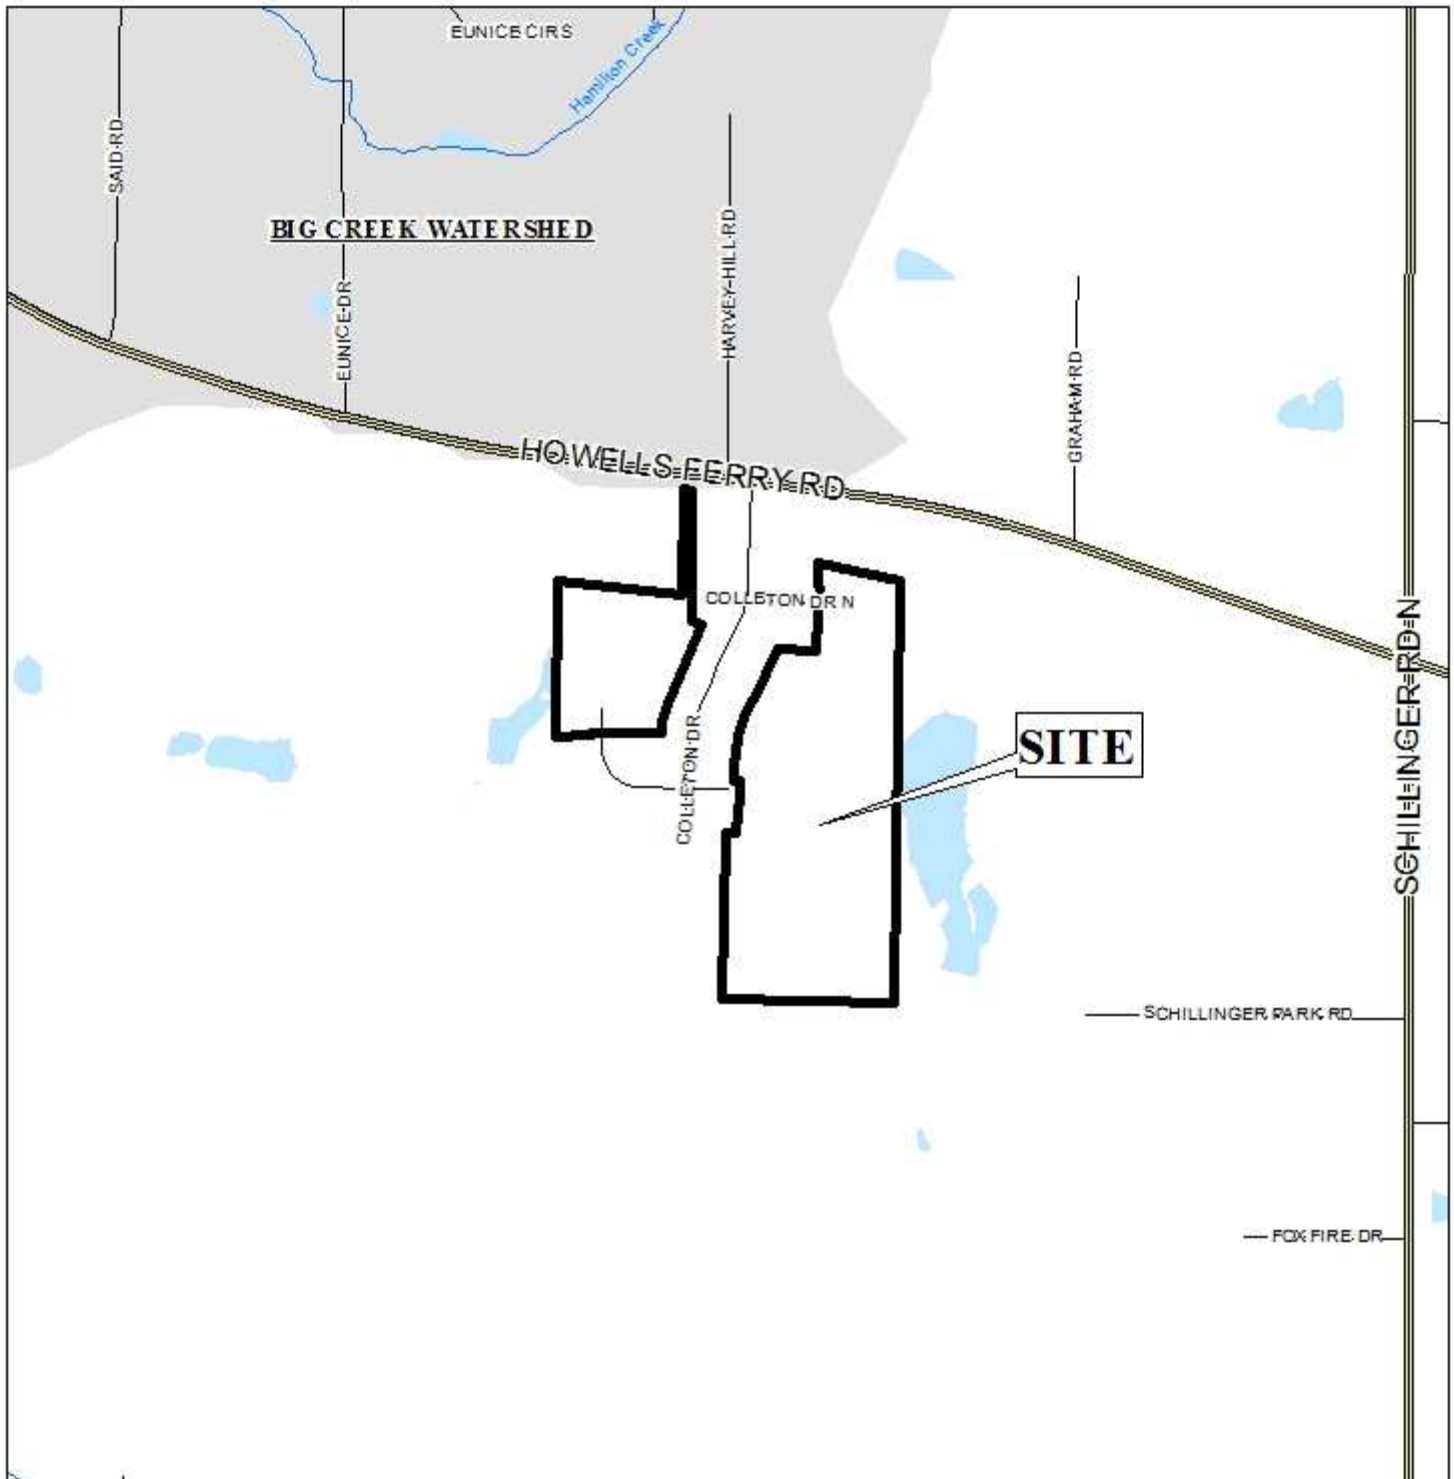 EUNICE CIRS
Hamilton Creek
SAID RD
BIG CREEK WATERSHED
HARVEY HILL RD
EUNICE DR
GRAHAM RD
HOWELLS FERRY RD
COLLETON DR N
SCHILLINGER RD N
SITE
COLLETON DR
SCHILLINGER PARK RD
FOX FIRE DR